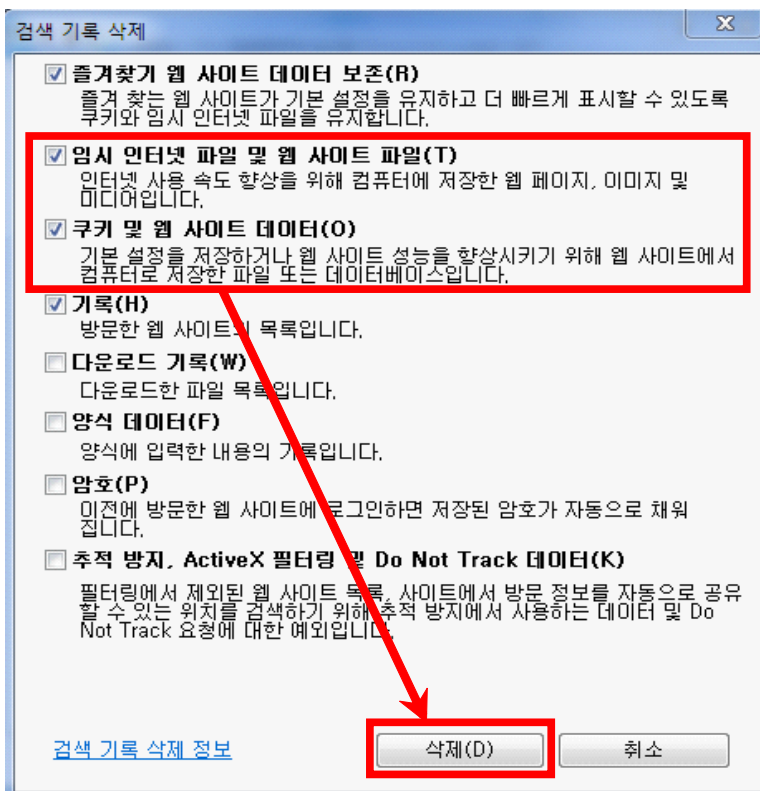 검색 기록 삭제
즐겨찾기 웹 사이트 데이터 보존(R)
즐겨 찾는 웹 사이트가 기본 설정을 유지하고 더 빠르게 표시할 수 있도록
쿠키와 임시 인터넷 파일을 유지합니다.
임시 인터넷 파일 및 웹 사이트 파일(T)
인터넷 사용 속도 향상을 위해 컴퓨터에 저장한 웹 페이지, 이미지 및
미디어입니다.
쿠키 및 웹 사이트 데이터(O)
기본 설정을 저장하거나 웹 사이트 성능을 향상시키기 위해 웹 사이트에서
컴퓨터로 저장한 파일 또는 데이터베이스입니다.
기록(H)
방문한 웹 사이트의 목록입니다.
다운로드 기록(W)
다운로드한 파일 목록입니다.
양식 데이터(F)
양식에 입력한 내용의 기록입니다.
암호(P)
이전에 방문한 웹 사이트에 로그인하면 저장된 암호가 자동으로 채워
집니다.
추적 방지, ActiveX 필터링 및 Do Not Track 데이터(K)
필터링에서 제외된 웹 사이트 목록, 사이트에서 방문 정보를 자동으로 공유
할 수 있는 위치를 검색하기 위해 추적 방지에서 사용하는 데이터 및 Do
Not Track 요청에 대한 예외입니다.
검색 기록 삭제 정보
삭제(D)
취소